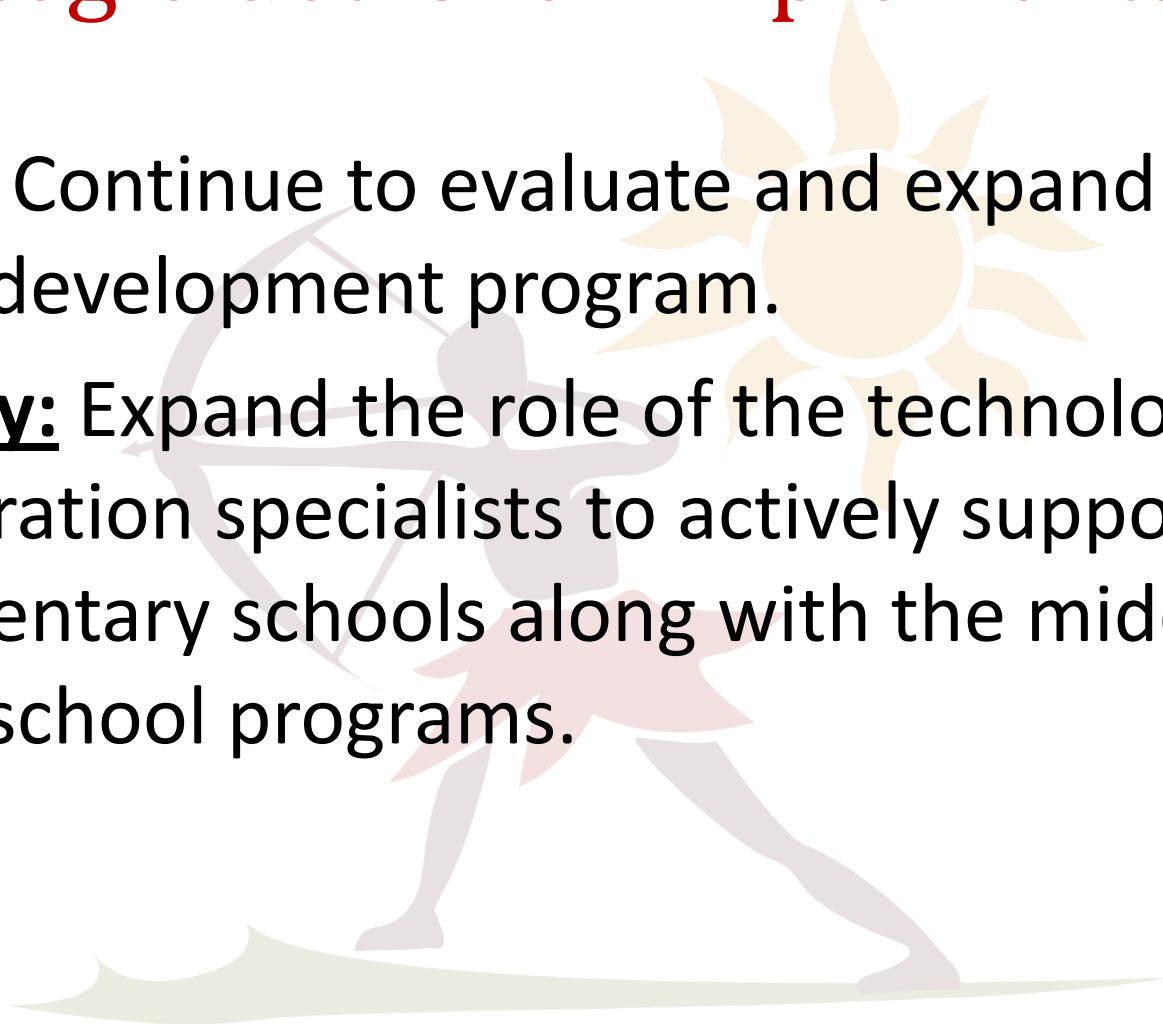 Continue to evaluate and expand
development program.
y: Expand the role of the technolo
ration specialists to actively suppo
entary schools along with the mid
school programs.